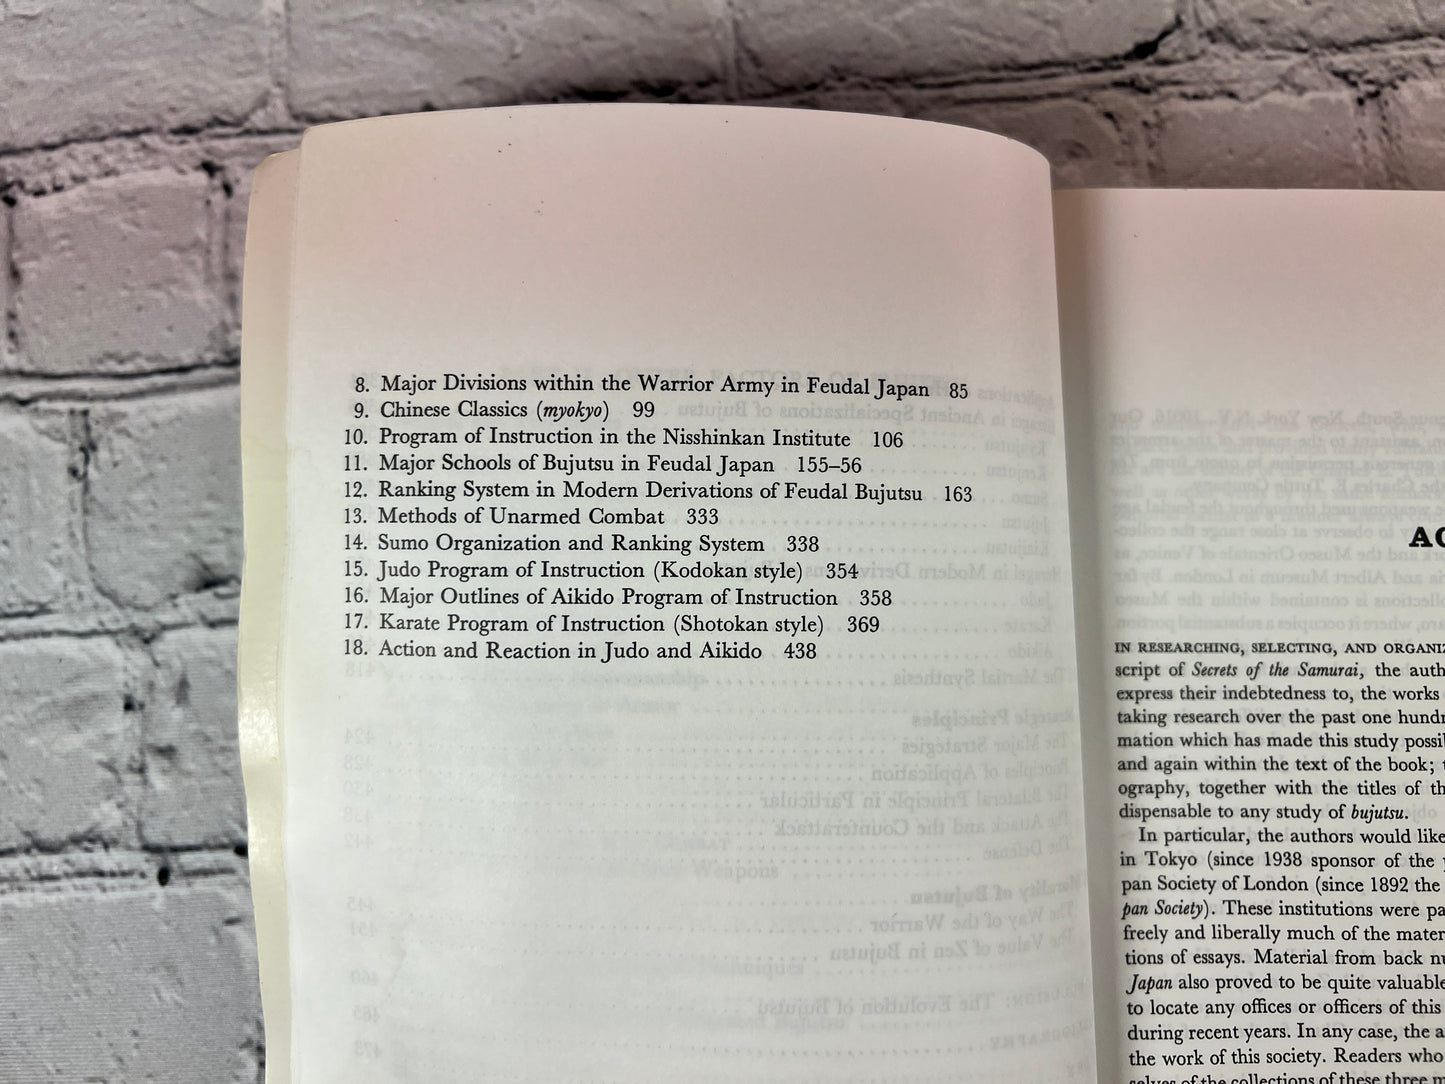 8. Major Divisions within the Warrior Army in Feudal Japan 85
9. Chinese Classics (myokyo) 99
10. Program of Instruction in the Nisshinkan Institute 106
11. Major Schools of Bujutsu in Feudal Japan 155–56
12. Ranking System in Modern Derivations of Feudal Bujutsu 163
13. Methods of Unarmed Combat 333
14. Sumo Organization and Ranking System 338
15. Judo Program of Instruction (Kodokan style) 354
16. Major Outlines of Aikido Program of Instruction 358
17. Karate Program of Instruction (Shotokan style) 369
18. Action and Reaction in Judo and Aikido 438
AC
IN RESEARCHING, SELECTING, AND ORGANIZ
script of Secrets of the Samurai, the auth
express their indebtedness to, the works
taking research over the past one hundr
mation which has made this study possil
and again within the text of the book; t
ography, together with the titles of th
dispensable to any study of bujutsu.
In particular, the authors would like
in Tokyo (since 1938 sponsor of the
pan Society of London (since 1892 the
pan Society). These institutions were pa
freely and liberally much of the mater
tions of essays. Material from back nu
Japan also proved to be quite valuable
to locate any offices or officers of this
during recent years. In any case, the a
the work of this society. Readers who
selves of the collections of these three m